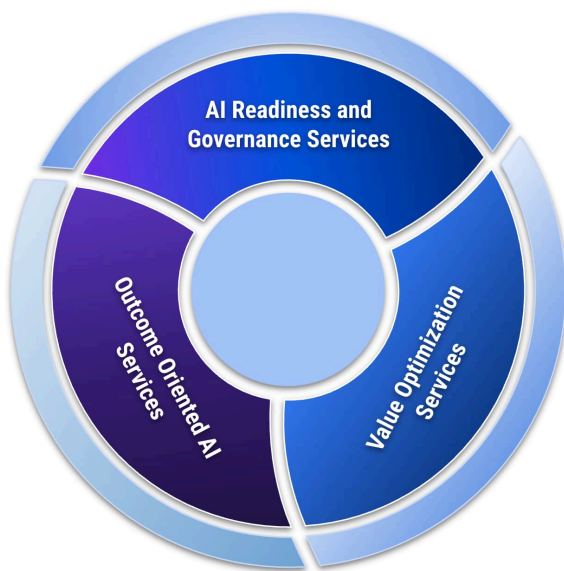 AI Readiness and
Governance Services
Outcome Oriented AI
Services
Value Optimization
Services